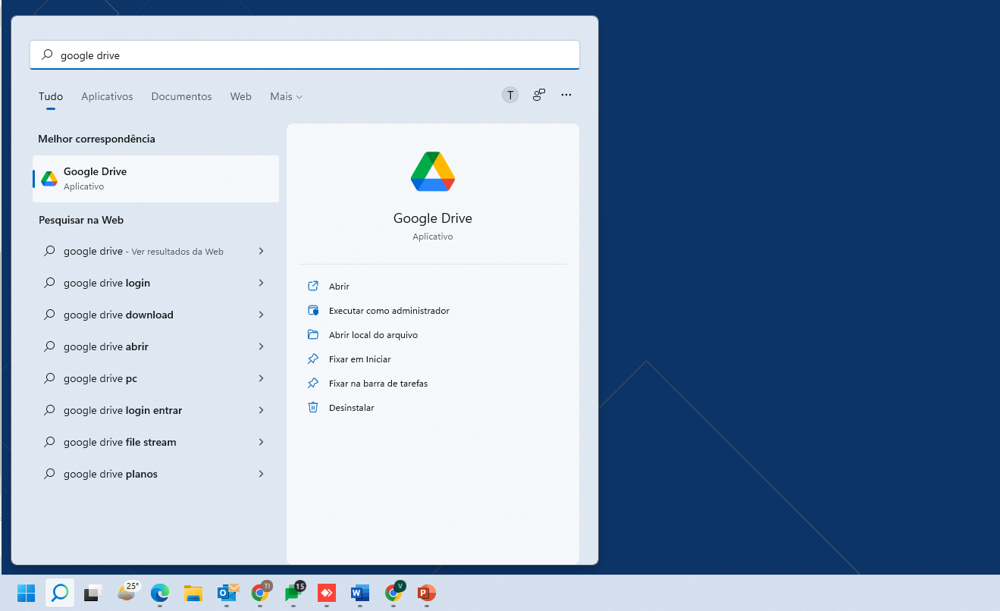 google drive
Tudo Aplicativos Documentos Web Mais T
Melhor correspondência
Google Drive
Aplicativo
Pesquisar na Web
google drive - Ver resultados da Web
google drive login
google drive download
google drive abrir
google drive pc
google drive login entrar
google drive file stream
google drive planos
Google Drive
Aplicativo
Abrir
Executar como administrador
Abrir local do arquivo
Fixar em Iniciar
Fixar na barra de tarefas
Desinstalar
25° O TI 15 W V P